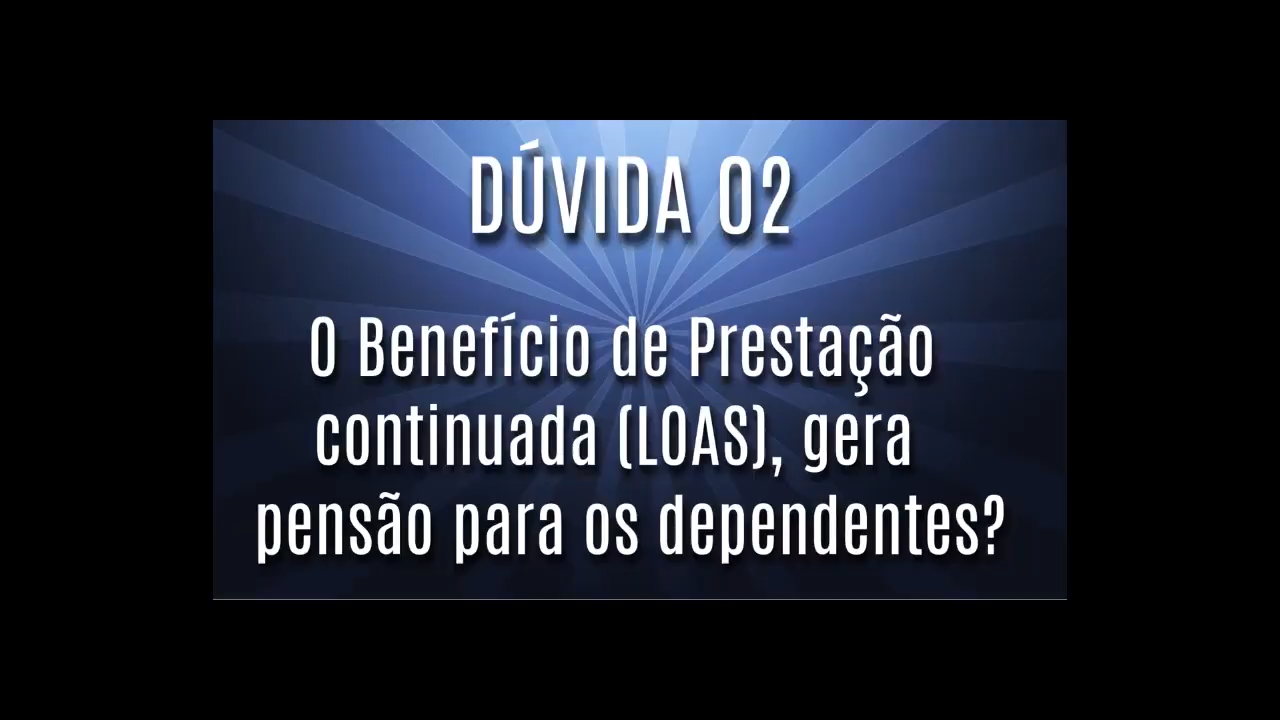 DÚVIDA 02
O Benefício de Prestação
continuada (LOAS), gera
pensão para os dependentes?